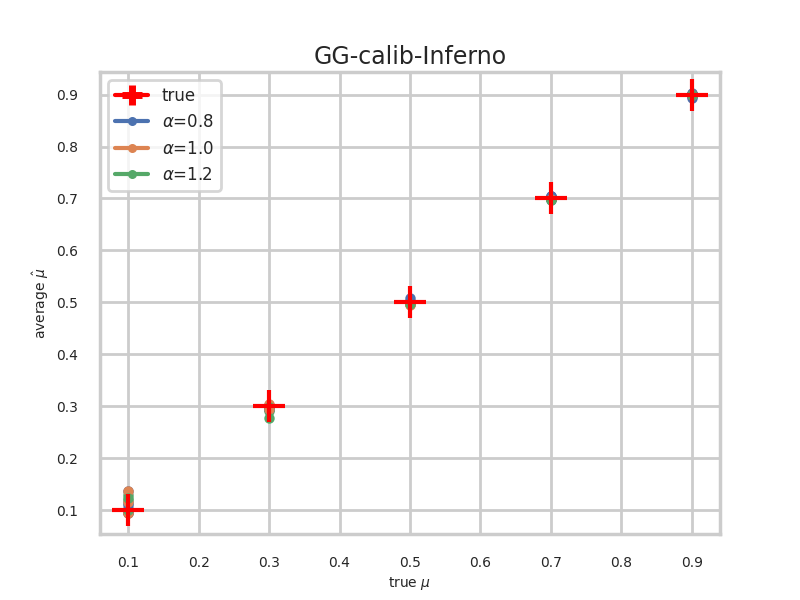 GG-calib-Inferno
true
α=0.8
α=1.0
α=1.2
0.9
0.8
0.7
0.6
0.5
0.4
0.3
0.2
0.1
average μ̂
0.1 0.2 0.3 0.4 0.5 0.6 0.7 0.8 0.9
true μ